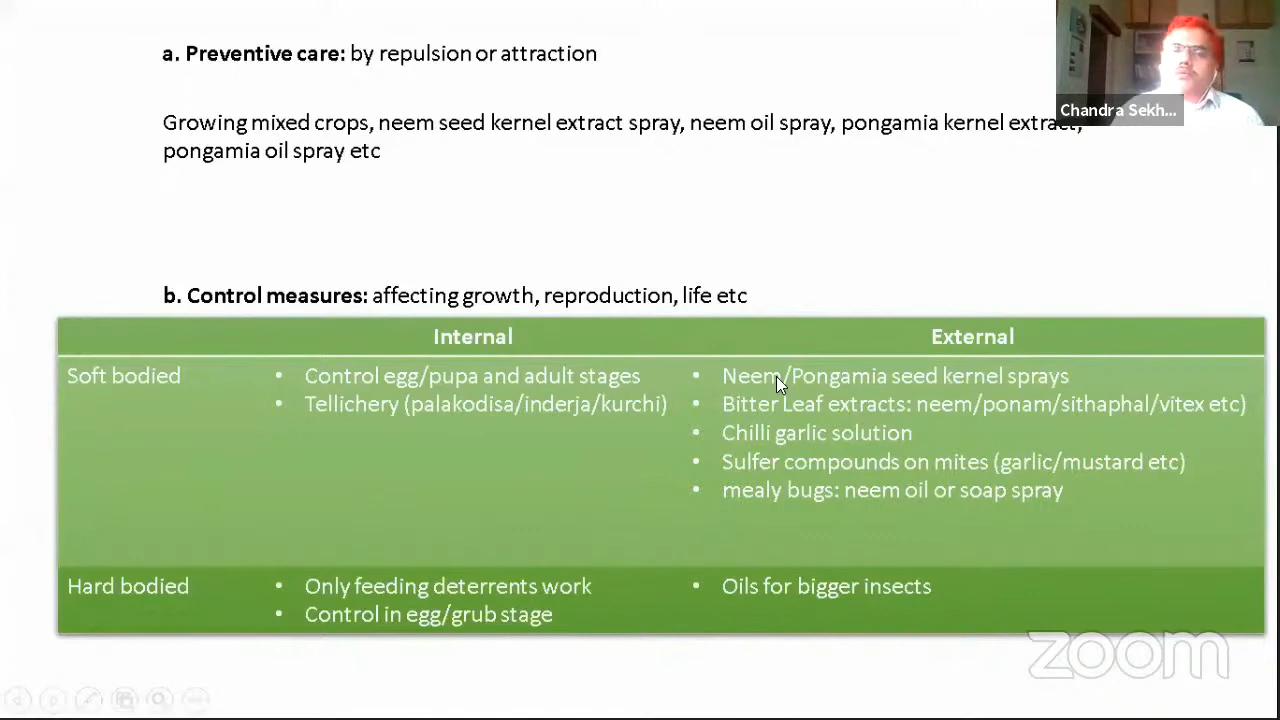 a. Preventive care: by repulsion or attraction
Chandra Sekh...
Growing mixed crops, neem seed kernel extract spray, neem oil spray, pongamia kernel extract,
pongamia oil spray etc
b. Control measures: affecting growth, reproduction, life etc
Internal External
Soft bodied • Control egg/pupa and adult stages • Neem/Pongamia seed kernel sprays
• Tellichery (palakodisa/inderja/kurchi) • Bitter Leaf extracts: neem/ponam/sithaphal/vitex etc)
• Chilli garlic solution
• Sulfer compounds on mites (garlic/mustard etc)
• mealy bugs: neem oil or soap spray
Hard bodied • Only feeding deterrents work • Oils for bigger insects
• Control in egg/grub stage
zoom